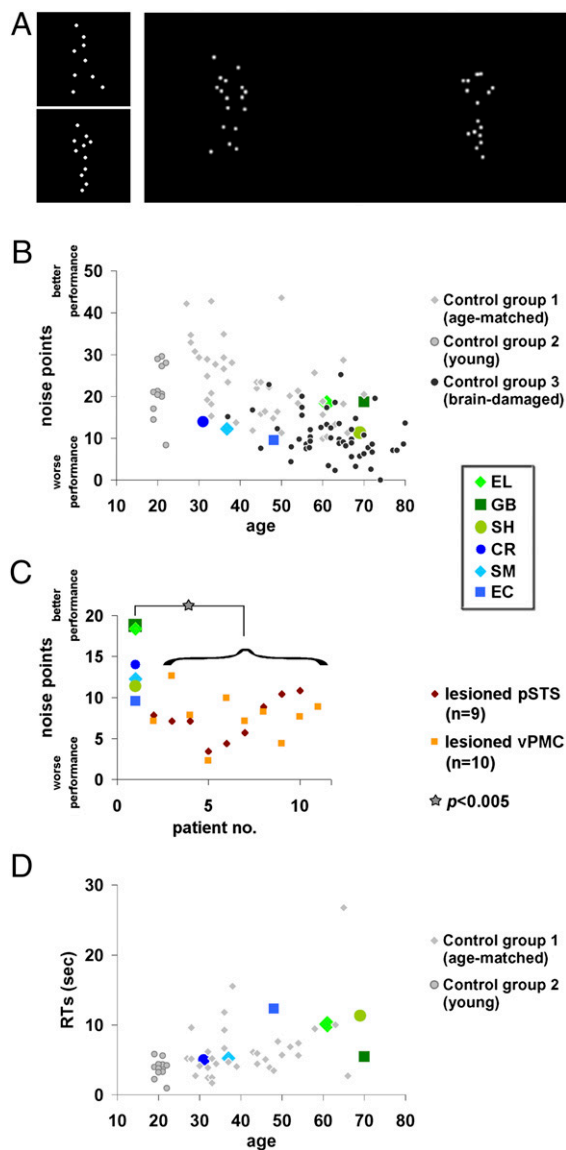 A
B
better
performance
noise points
worse
performance
50
40
30
20
10
0
10 20 30 40 50 60 70 80
age
Control group 1
(age-matched)
Control group 2
(young)
Control group 3
(brain-damaged)
EL
GB
SH
CR
SM
EC
C
better
performance
noise points
worse
performance
20
15
10
5
0
0 5 10
patient no.
lesioned pSTS
(n=9)
lesioned vPMC
(n=10)
p<0.005
D
RTs (sec)
30
20
10
0
10 20 30 40 50 60 70 80
age
Control group 1
(age-matched)
Control group 2
(young)